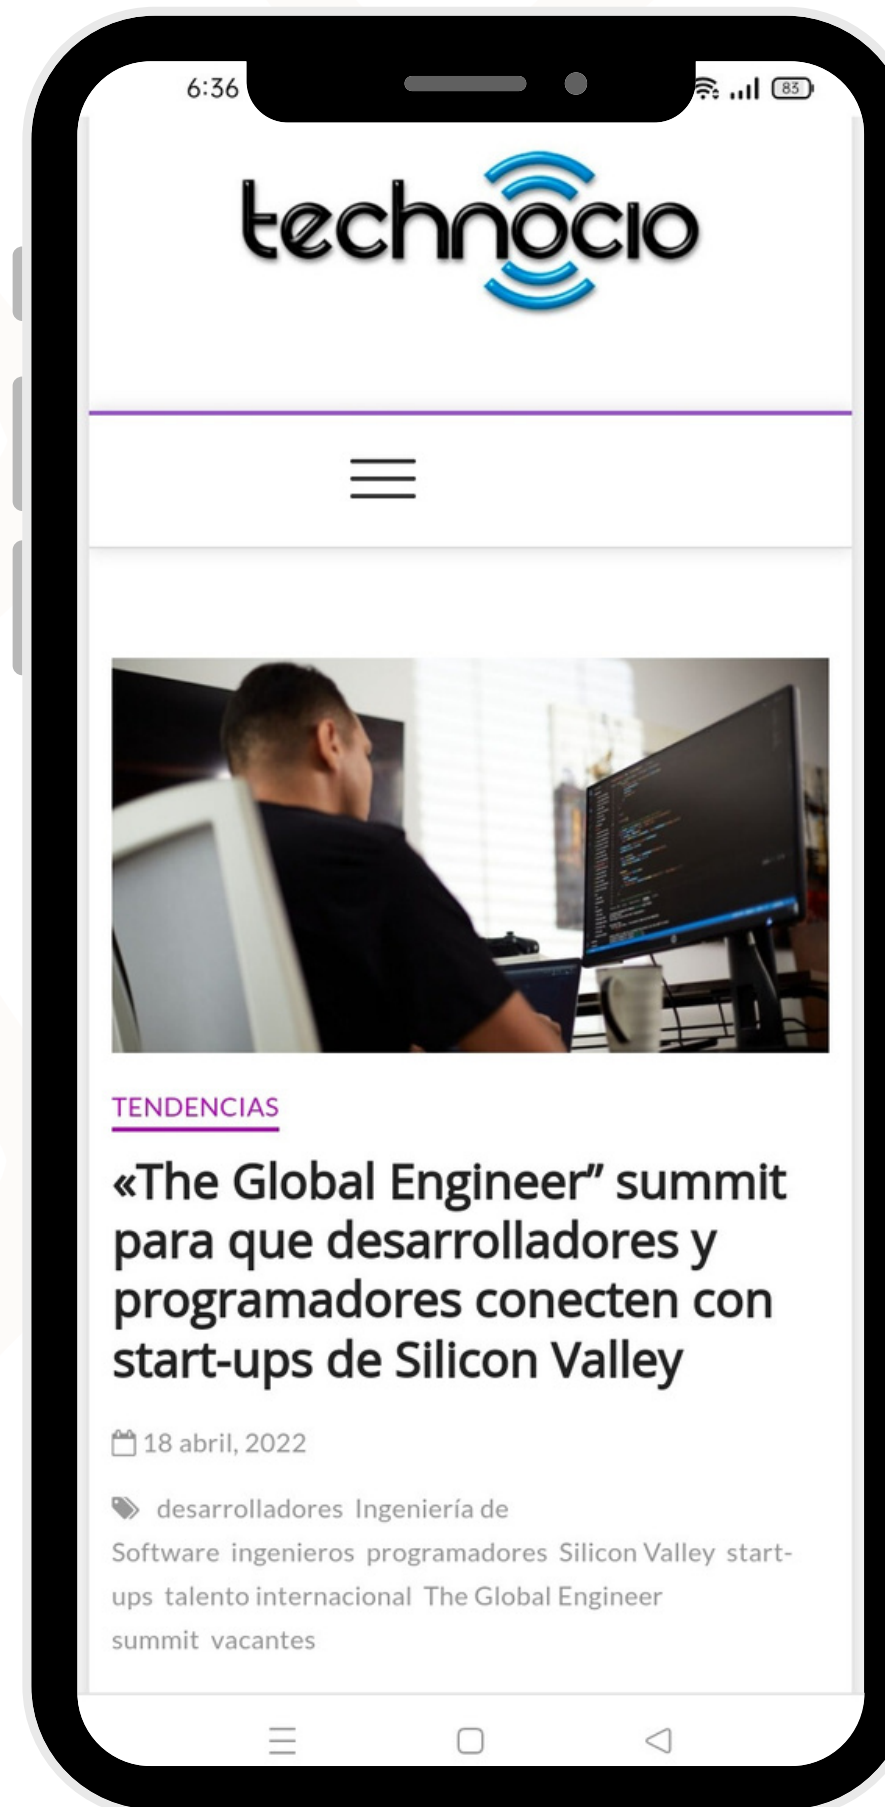 6:36
83
technocio
TENDENCIAS
«The Global Engineer” summit
para que desarrolladores y
programadores conecten con
start-ups de Silicon Valley
18 abril, 2022
desarrolladores Ingeniería de
Software ingenieros programadores Silicon Valley start-
ups talento internacional The Global Engineer
summit vacantes